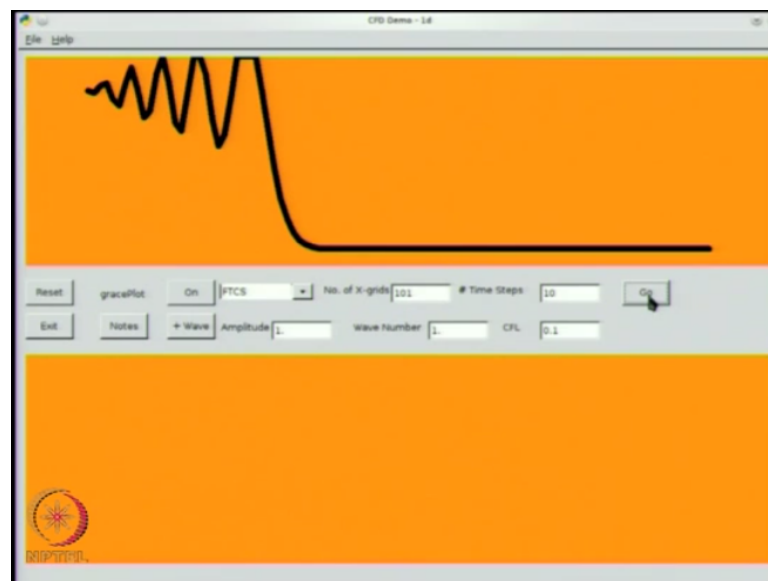 CFD Demo - 1d
File Help
Reset gracePlot On FTCS No. of X-grids 101 # Time Steps 10 Go
Exit Notes + Wave Amplitude 1. Wave Number 1. CFL 0.1
NPTEL